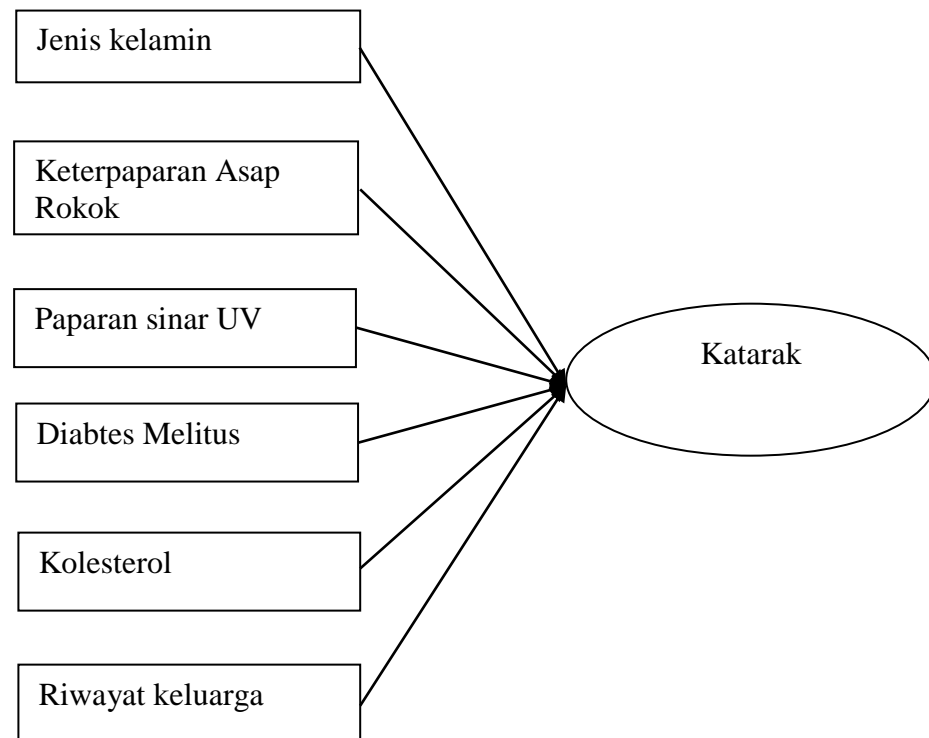 Jenis kelamin
Keterpaparan Asap
Rokok
Paparan sinar UV
Katarak
Diabtes Melitus
Kolesterol
Riwayat keluarga